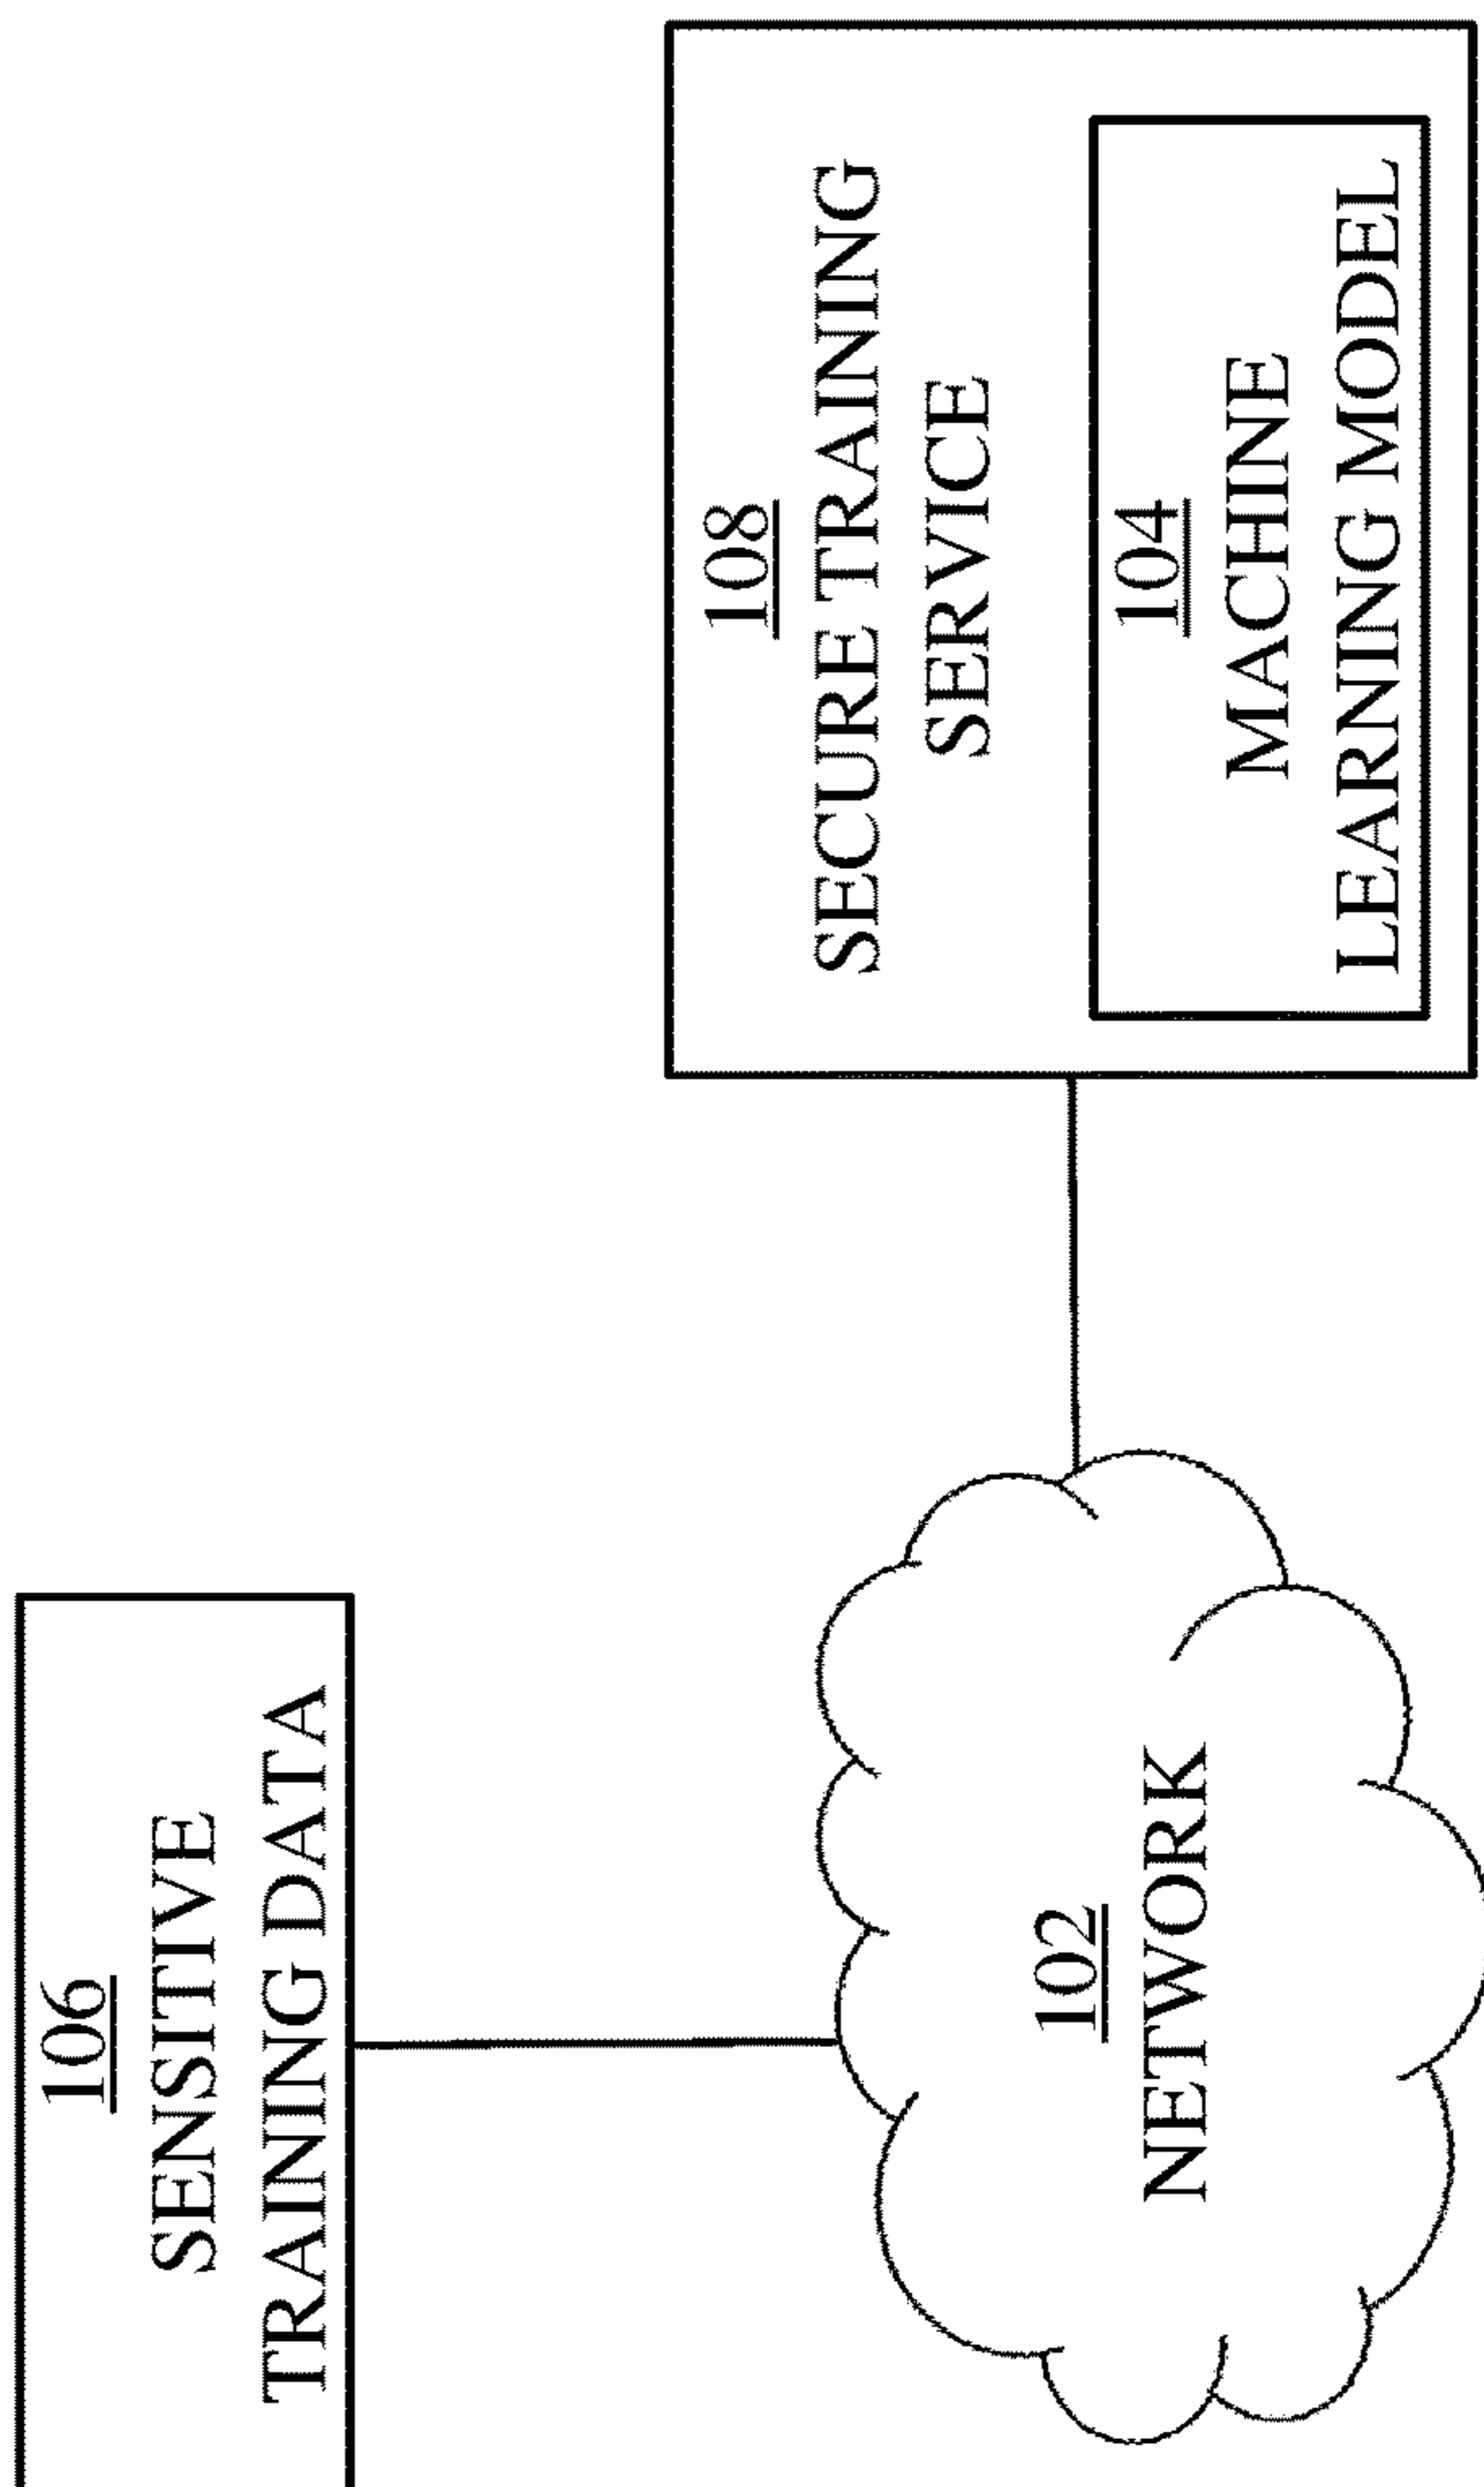 106
SENSITIVE
TRAINING DATA
102
NETWORK
108
SECURE TRAINING
SERVICE
104
MACHINE
LEARNING MODEL